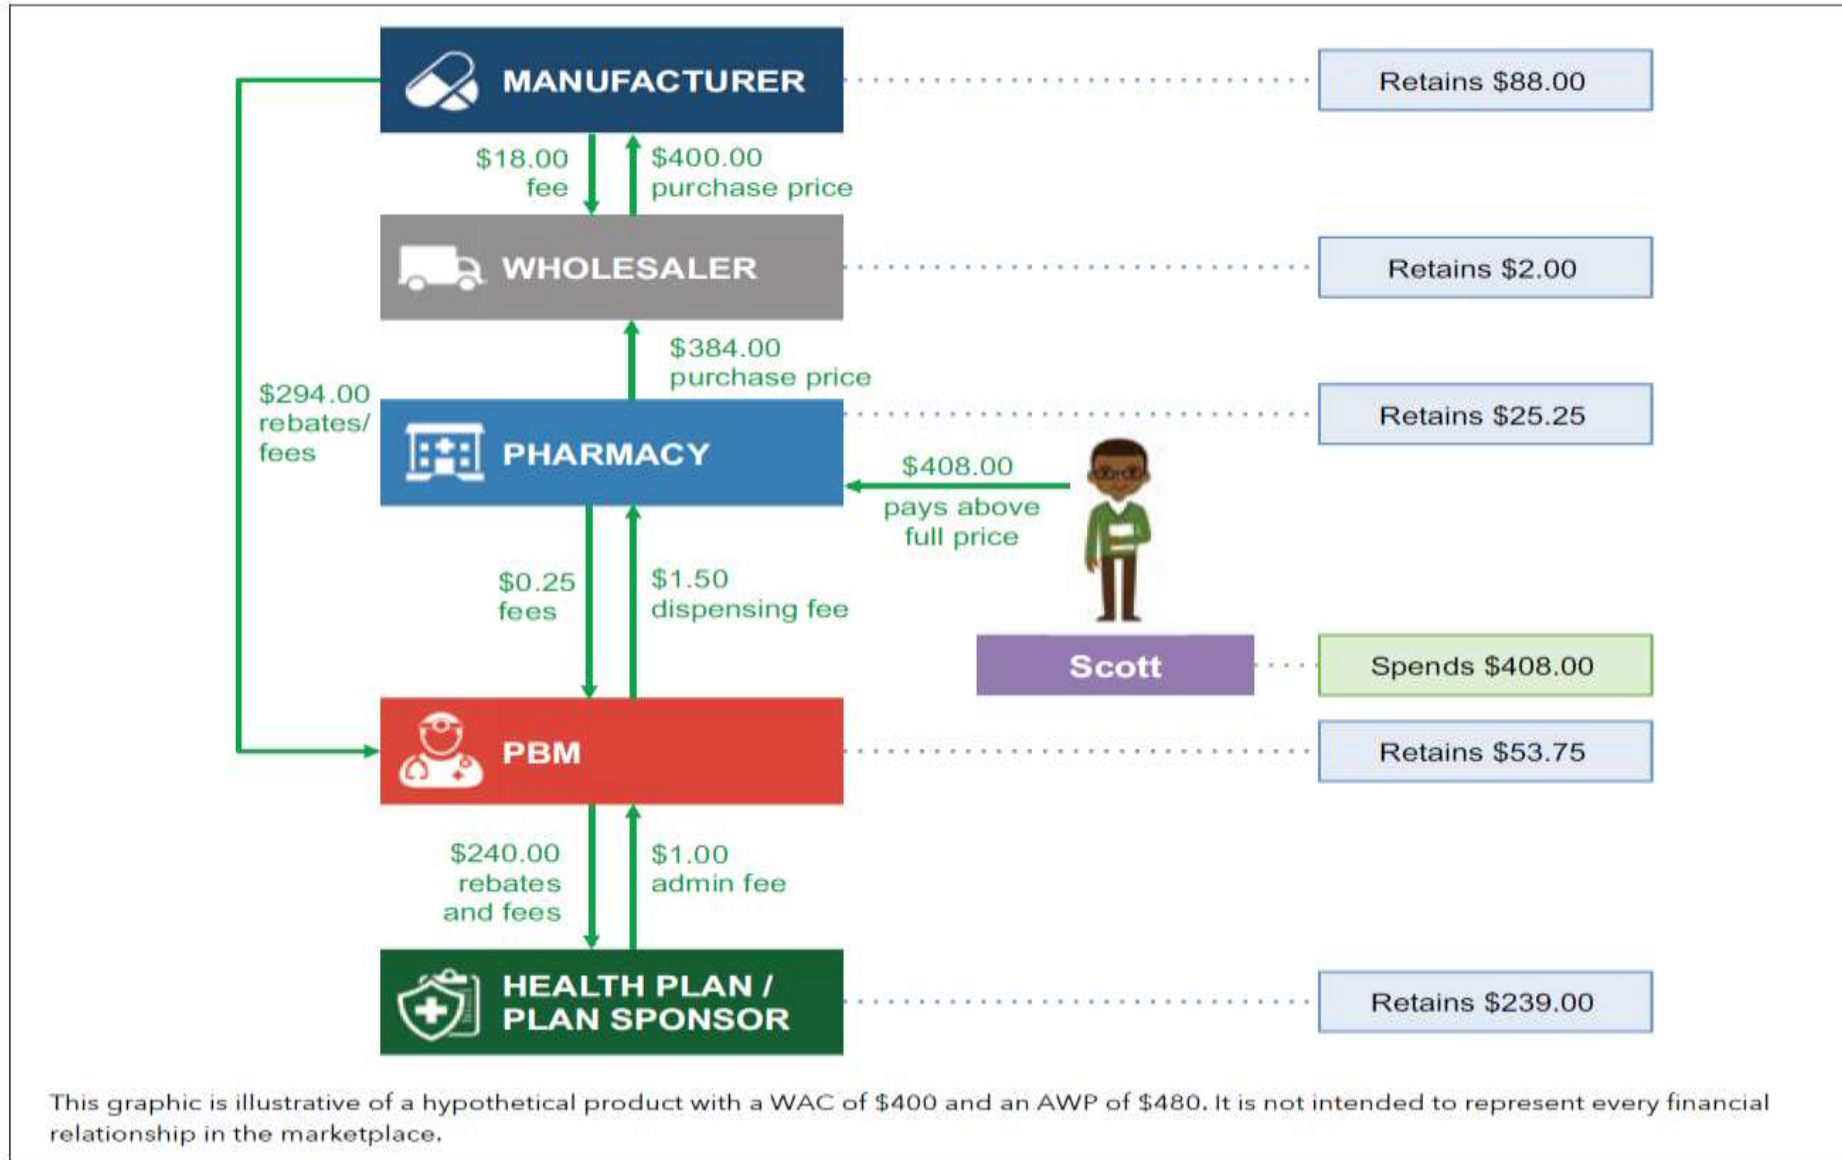 MANUFACTURER
Retains $88.00
$18.00
fee
$400.00
purchase price
WHOLESALER
Retains $2.00
$384.00
purchase price
$294.00
rebates/
fees
PHARMACY
Retains $25.25
$408.00
pays above
full price
$0.25
fees
$1.50
dispensing fee
Scott
Spends $408.00
PBM
Retains $53.75
$240.00
rebates
and fees
$1.00
admin fee
HEALTH PLAN /
PLAN SPONSOR
Retains $239.00
This graphic is illustrative of a hypothetical product with a WAC of $400 and an AWP of $480. It is not intended to represent every financial
relationship in the marketplace.